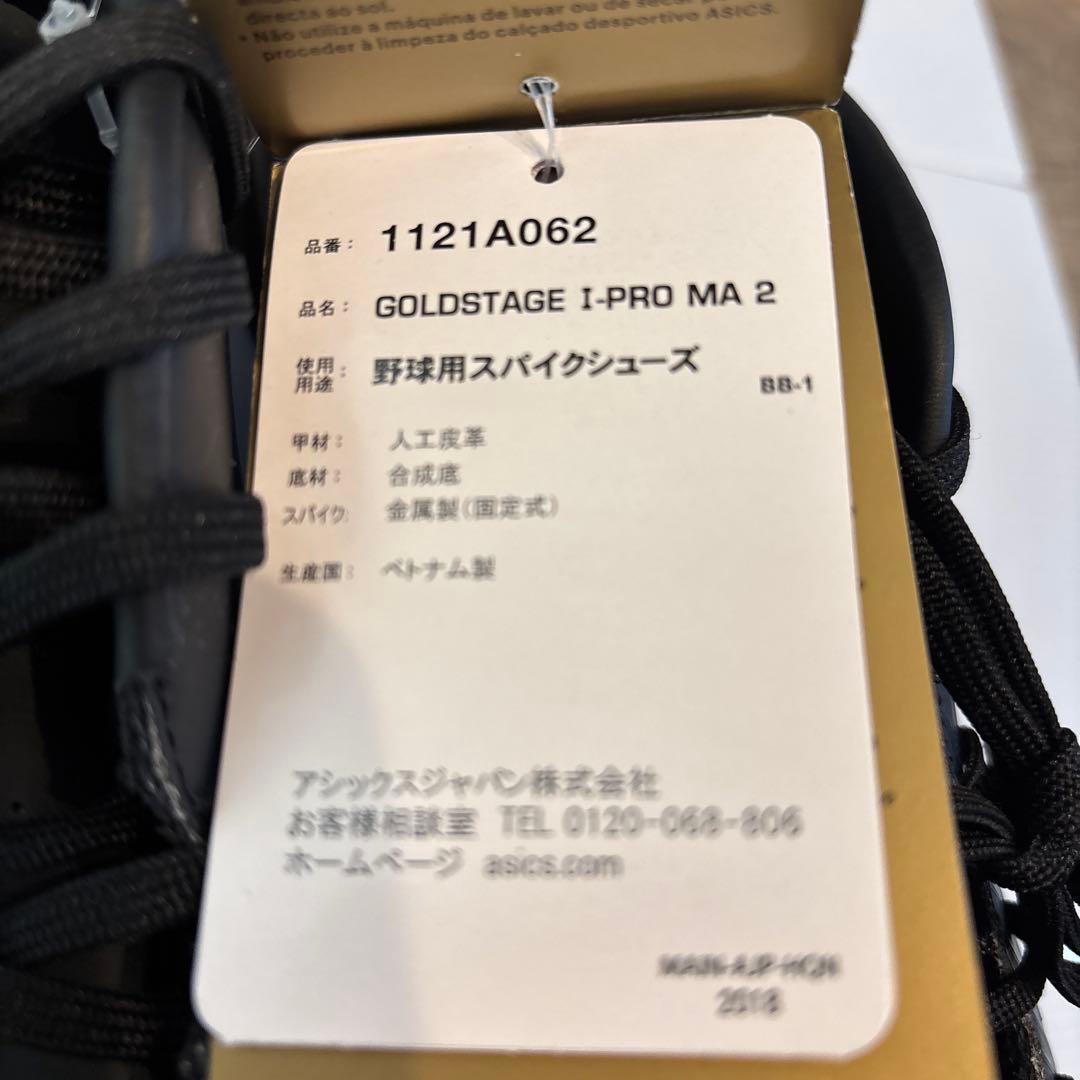 directa ao sol.
• Não utilize a máquina de lavar ou de secar
proceder à limpeza do calçado desportivo ASICS.
品番： 1121A062
品名： GOLDSTAGE I-PRO MA 2
使用用途： 野球用スパイクシューズ
BB-1
甲材： 人工皮革
底材： 合成底
スパイク： 金属製（固定式）
生産国： ベトナム製
アシックスジャパン株式会社
お客様相談室 TEL 0120-068-806
ホームページ asics.com
MAIN-AJP-HQN
2018